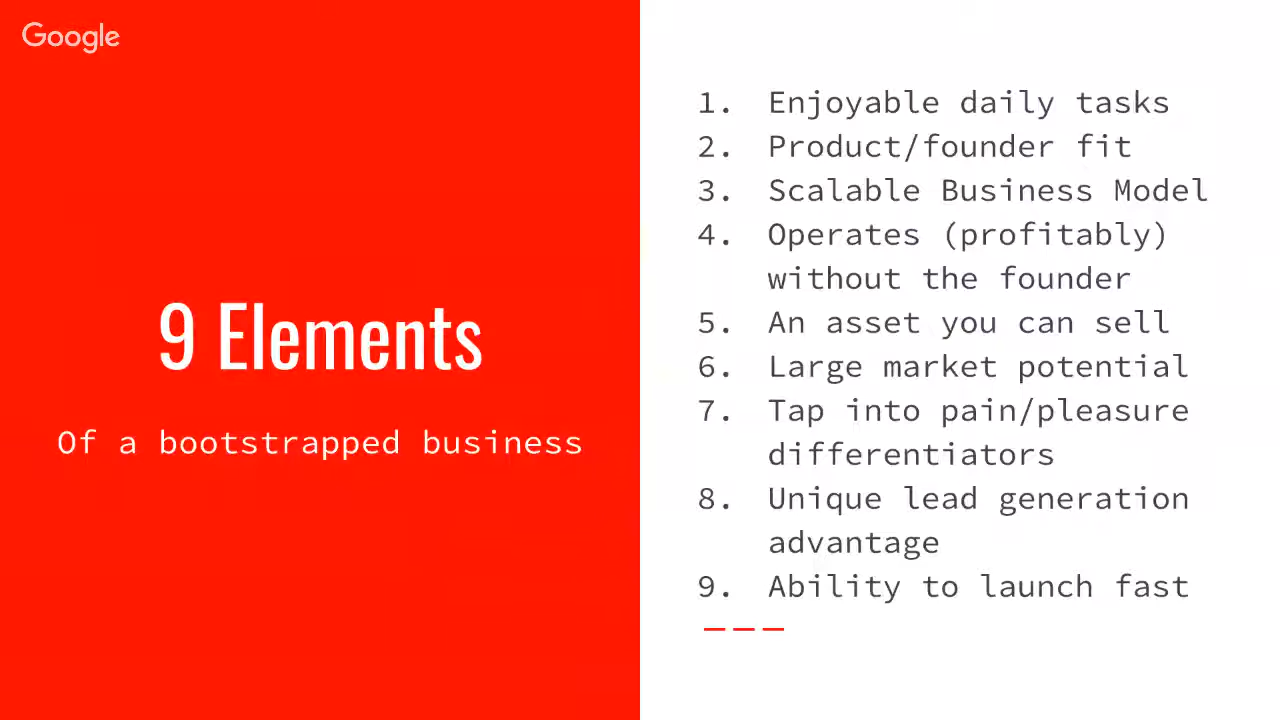 Google
9 Elements
Of a bootstrapped business
1. Enjoyable daily tasks
2. Product/founder fit
3. Scalable Business Model
4. Operates (profitably)
without the founder
5. An asset you can sell
6. Large market potential
7. Tap into pain/pleasure
differentiators
8. Unique lead generation
advantage
9. Ability to launch fast